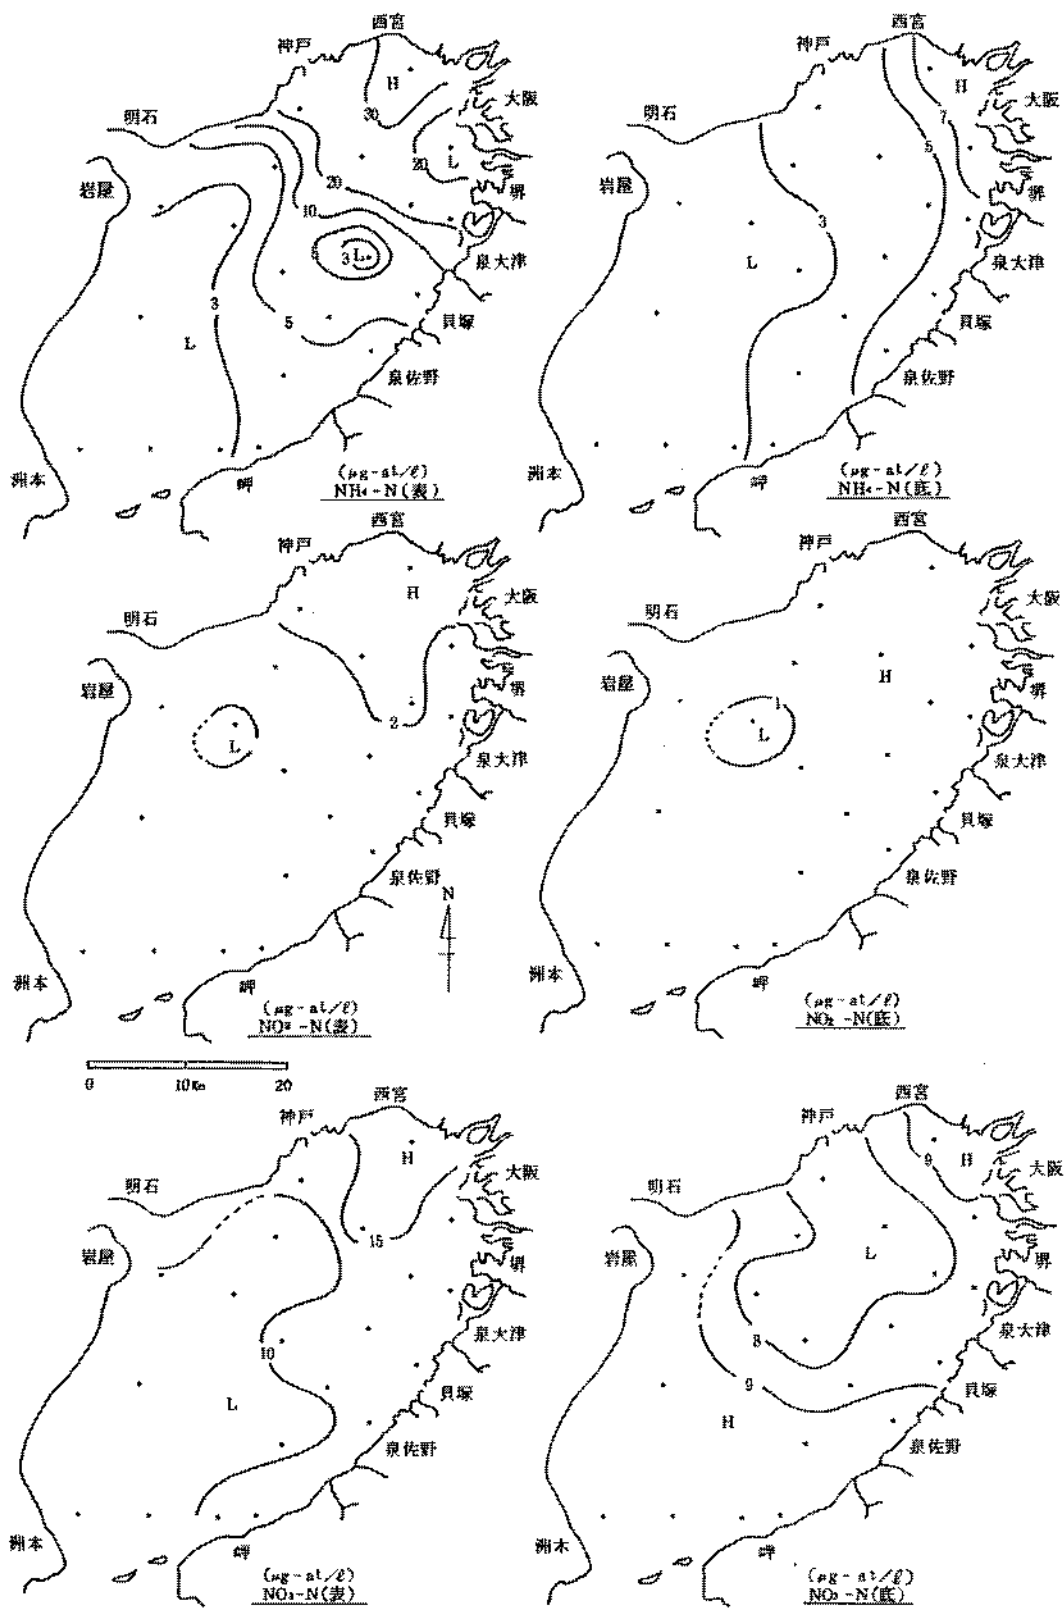 西宮
神戸
大阪
明石
H
30
20
L
岩屋
20
10
堺
5
3
L
泉大津
3
5
貝塚
L
泉佐野
洲本
岬
(μg-at/ℓ)
NH₄-N(表)
西宮
神戸
H
大阪
7
明石
5
岩屋
堺
3
L
泉大津
貝塚
泉佐野
洲本
岬
(μg-at/ℓ)
NH₄-N(底)
西宮
神戸
H
大阪
明石
岩屋
堺
2
L
泉大津
貝塚
泉佐野
N
洲本
岬
(μg-at/ℓ)
-N(表)
西宮
神戸
大阪
明石
H
岩屋
堺
1
L
泉大津
貝塚
泉佐野
洲本
岬
(μg-at/ℓ)
NO₂-N(底)
0 10Km 20
西宮
神戸
H
大阪
明石
15
岩屋
堺
泉大津
10
貝塚
L
泉佐野
洲本
岬
(μg-at/ℓ)
NO₃-N(表)
西宮
神戸
9
H
大阪
明石
岩屋
L
堺
8
泉大津
9
貝塚
H
泉佐野
洲本
岬
(μg-at/ℓ)
NO₃-N(底)